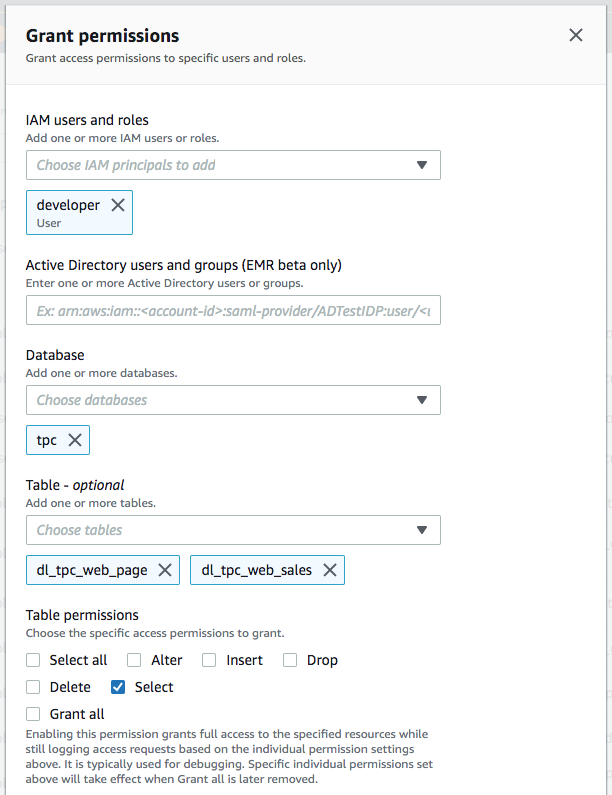 Grant permissions
Grant access permissions to specific users and roles.
IAM users and roles
Add one or more IAM users or roles.
Choose IAM principals to add
developer
User
Active Directory users and groups (EMR beta only)
Enter one or more Active Directory users or groups.
Ex: arn:aws:iam::<account-id>:saml-provider/ADTestIDP:user/<u
Database
Add one or more databases.
Choose databases
tpc
Table - optional
Add one or more tables.
Choose tables
dl_tpc_web_page dl_tpc_web_sales
Table permissions
Choose the specific access permissions to grant.
Select all Alter Insert Drop
Delete Select
Grant all
Enabling this permission grants full access to the specified resources while
still logging access requests based on the individual permission settings
above. It is typically used for debugging. Specific individual permissions set
above will take effect when Grant all is later removed.